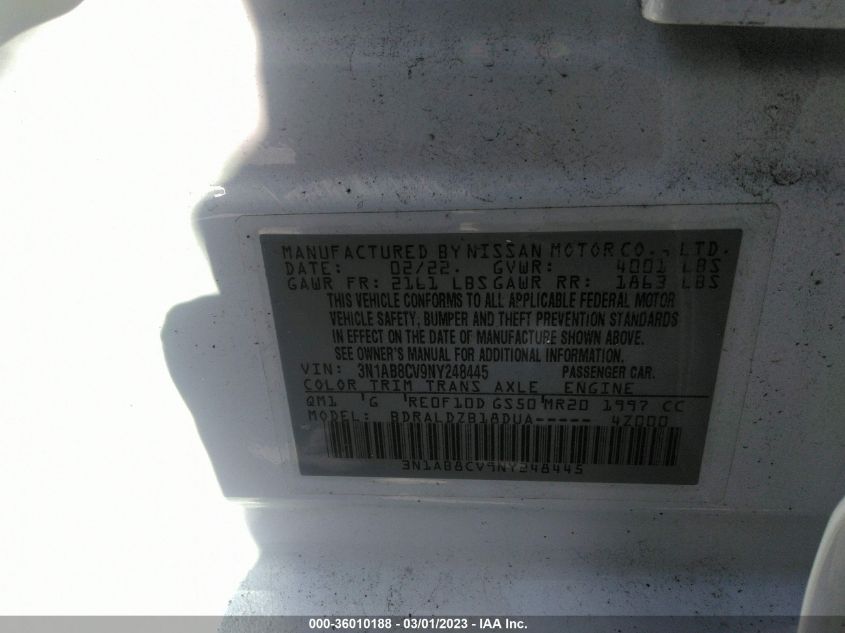 MANUFACTURED BY NISSAN MOTOR CO., LTD.
DATE: 02/22. GVWR: 4001 LBS
GAWR FR: 2161 LBS GAWR RR: 1863 LBS
THIS VEHICLE CONFORMS TO ALL APPLICABLE FEDERAL MOTOR
VEHICLE SAFETY, BUMPER AND THEFT PREVENTION STANDARDS
IN EFFECT ON THE DATE OF MANUFACTURE SHOWN ABOVE.
SEE OWNER'S MANUAL FOR ADDITIONAL INFORMATION.
VIN: 3N1AB8CV9NY248445 PASSENGER CAR.
COLOR TRIM TRANS AXLE ENGINE
QM1 G RE0F10D GS50 MR20 1997 CC
MODEL: BDRALDZB18DUA----- 4Z000
3N1AB8CV9NY248445
000-36010188 - 03/01/2023 - IAA Inc.